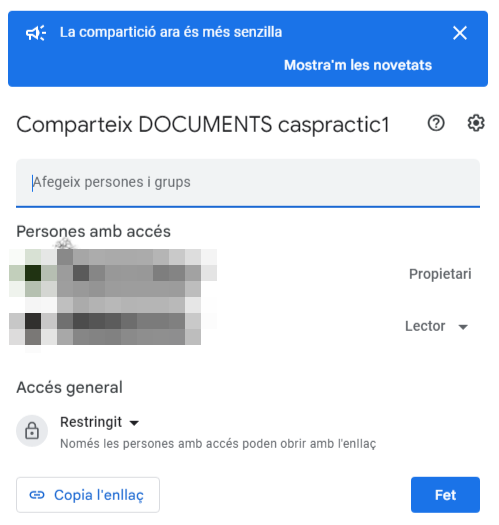 La compartició ara és més senzilla
Mostra'm les novetats
Comparteix DOCUMENTS caspractic1
Afegeix persones i grups
Persones amb accés
Propietari
Lector
Accés general
Restringit
Només les persones amb accés poden obrir amb l'enllaç
Copia l'enllaç
Fet